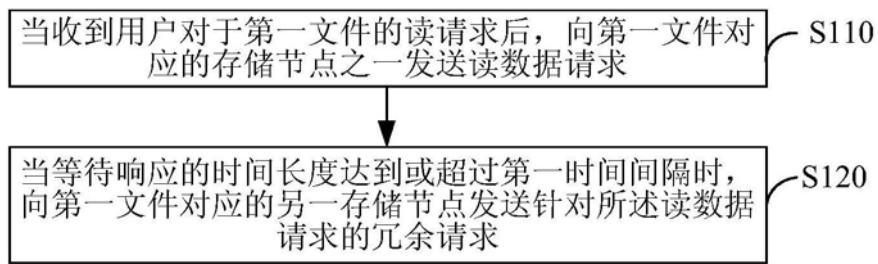 当收到用户对于第一文件的读请求后，向第一文件对
应的存储节点之一发送读数据请求
S110
当等待响应的时间长度达到或超过第一时间间隔时，
向第一文件对应的另一存储节点发送针对所述读数据
请求的冗余请求
S120